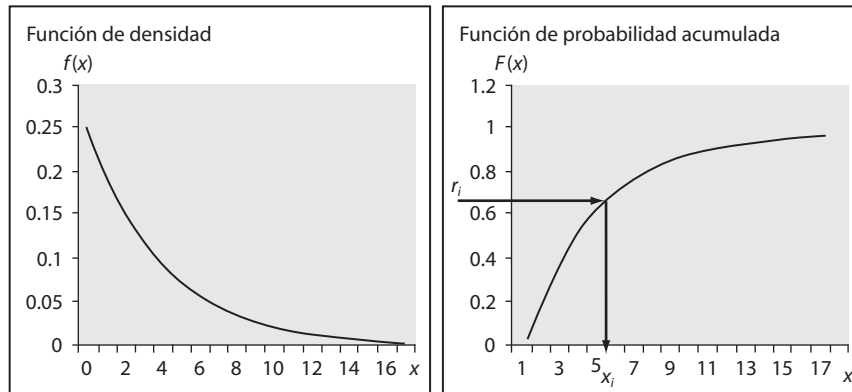 Función de densidad
f(x)
0.3
0.25
0.2
0.15
0.1
0.05
0
0 2 4 6 8 10 12 14 16 x
Función de probabilidad acumulada
F(x)
1.2
1
0.8
r_i
0.6
0.4
0.2
0
1 3 5 x_i 7 9 11 13 15 17 x